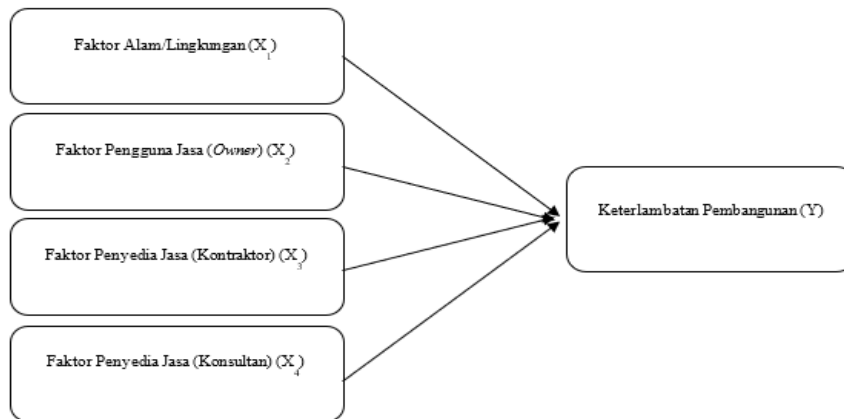 Faktor Alam/Lingkungan (X₁)
Faktor Pengguna Jasa (Owner) (X₂)
Faktor Penyedia Jasa (Kontraktor) (X₃)
Faktor Penyedia Jasa (Konsultan) (X₄)
Keterlambatan Pembangunan (Y)